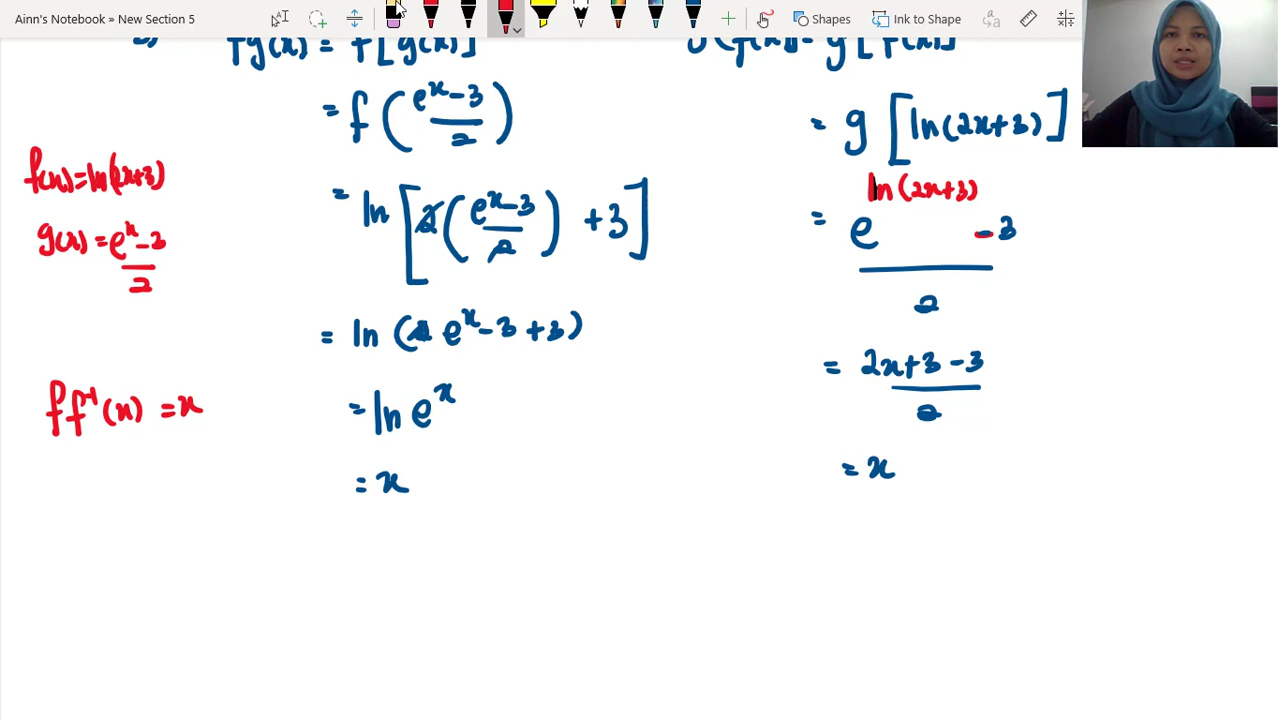 Ainn's Notebook » New Section 5
Shapes
Ink to Shape
fg(x) = f[g(x)]
= f((e^x-3)/2)
= ln[2((e^x-3)/2) +3]
= ln (e^x-3+3)
= ln e^x
= x
f(x)=ln(2x+3)
g(x)=(e^x-3)/2
ff^-1(x) =x
= g[ln(2x+3)]
= (e^ln(2x+3) -3)/2
= (2x+3-3)/2
= x